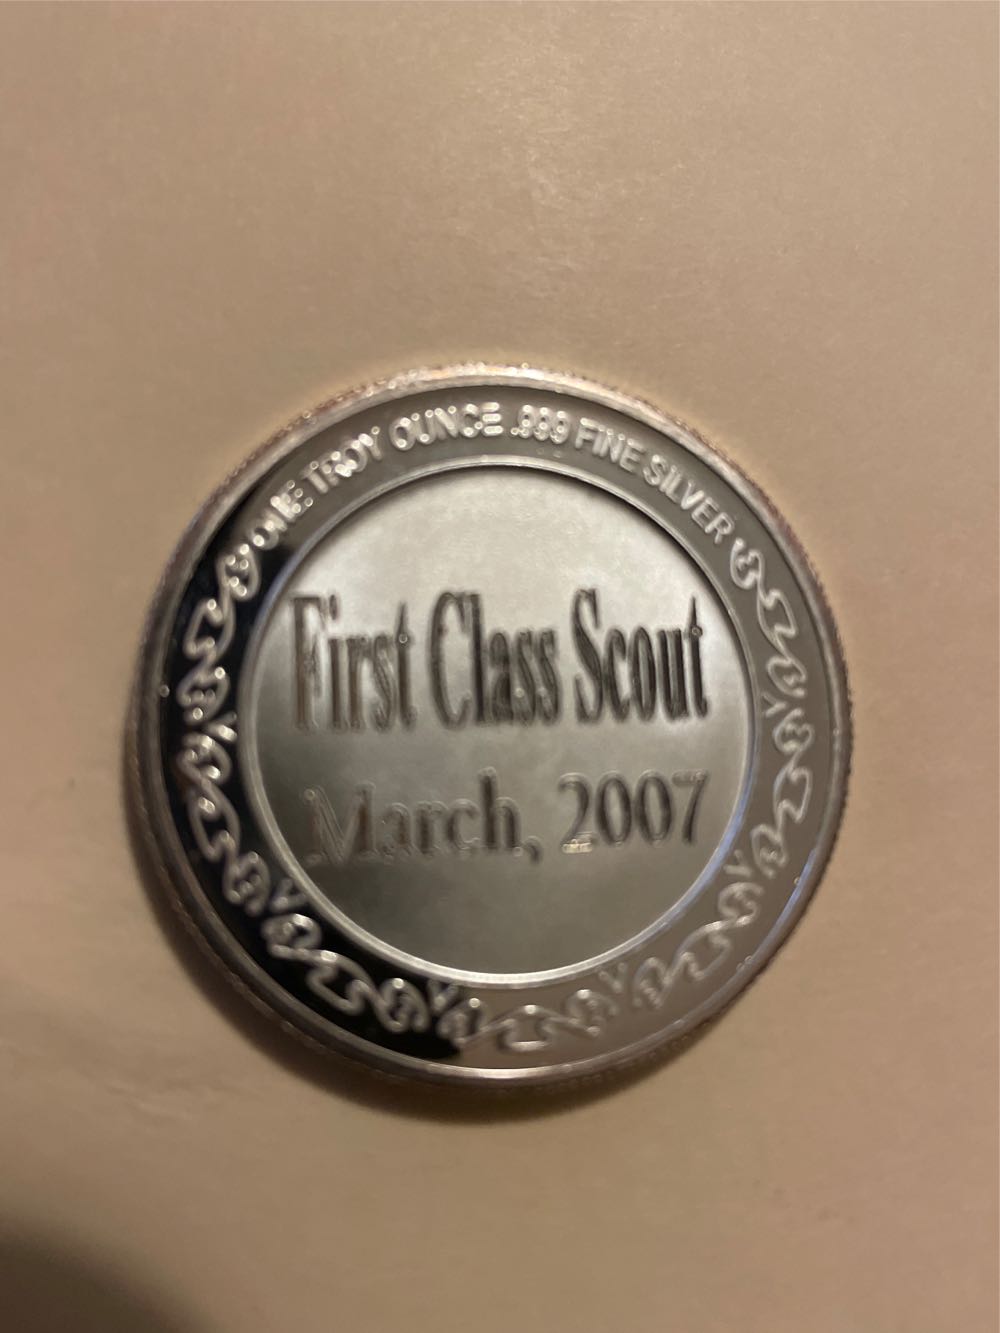 ONE TROY OUNCE .999 FINE SILVER
First Class Scout
March, 2007